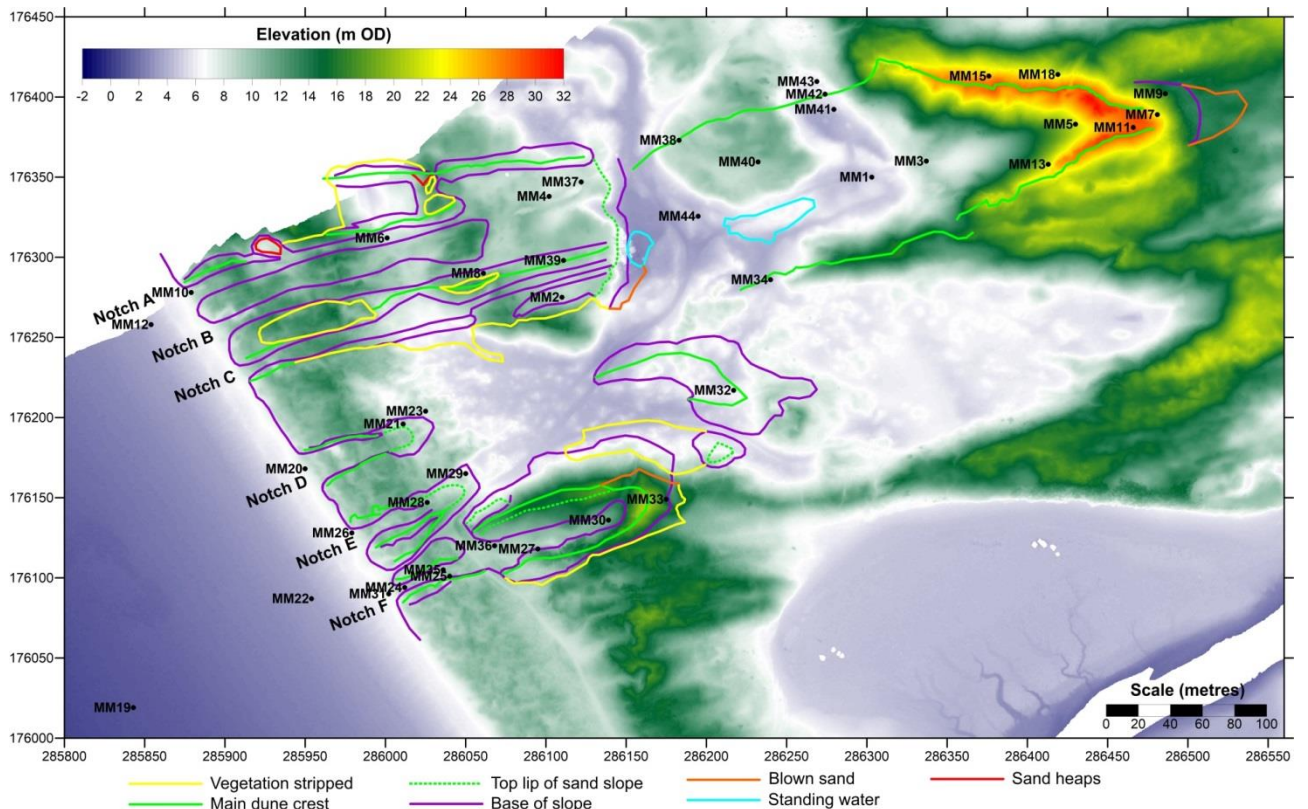 176450
176400
176350
176300
176250
176200
176150
176100
176050
176000
Elevation (m OD)
-2 0 2 4 6 8 10 12 14 16 18 20 22 24 26 28 30 32
MM43
MM42
MM41
MM15
MM18
MM9
MM7
MM5
MM11
MM38
MM40
MM3
MM13
MM1
MM37
MM4
MM44
MM6
MM39
MM8
MM34
MM2
MM10
Notch A
MM12
Notch B
Notch C
MM32
MM23
MM21
MM20
Notch D
MM29
MM28
MM33
MM30
MM26
Notch E
MM36
MM27
MM35
MM25
MM24
MM31
MM22
Notch F
MM19
Scale (metres)
0 20 40 60 80 100
285800 285850 285900 285950 286000 286050 286100 286150 286200 286250 286300 286350 286400 286450 286500 286550
Vegetation stripped
Top lip of sand slope
Blown sand
Sand heaps
Main dune crest
Base of slope
Standing water